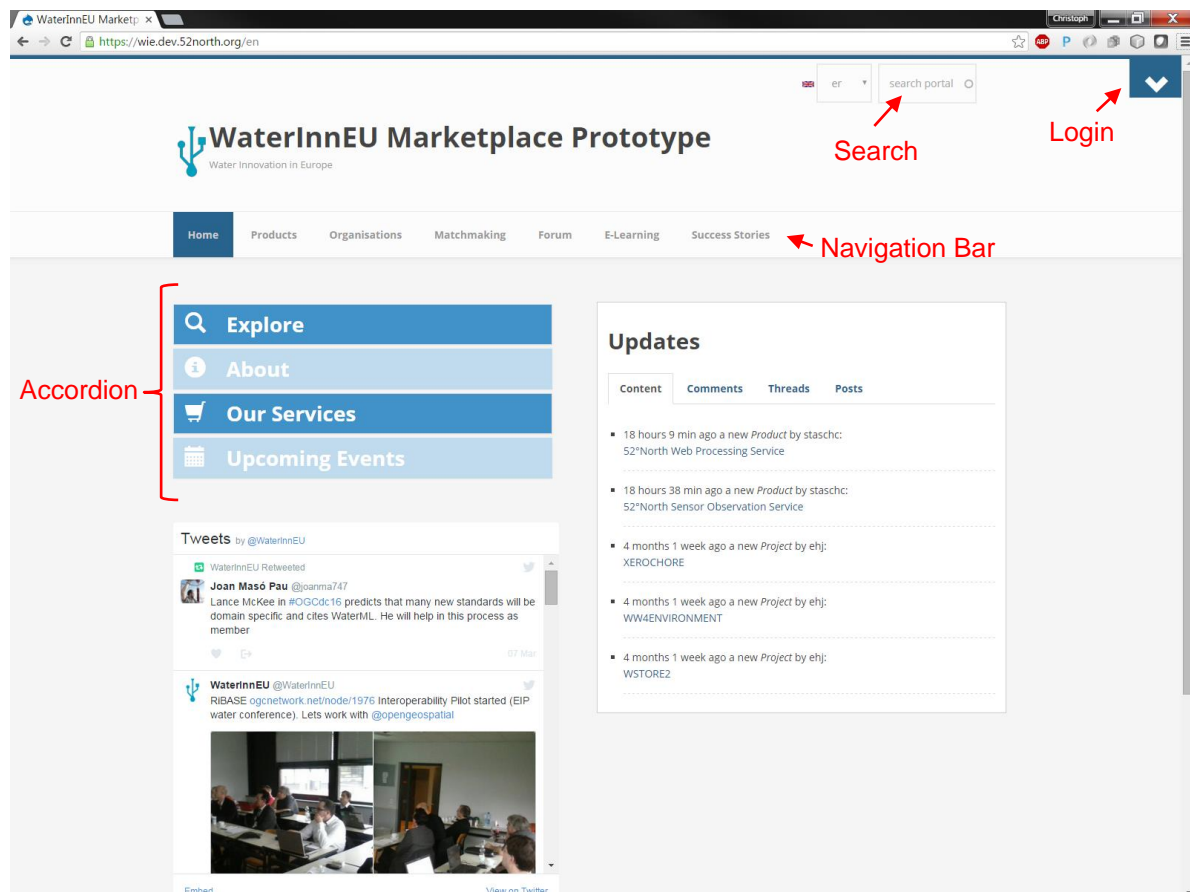 WaterInnEU Marketp
Christoph
https://wie.dev.52north.org/en
ABP
P
er
search portal
Login
Search
WaterInnEU Marketplace Prototype
Water Innovation in Europe
Home Products Organisations Matchmaking Forum E-Learning Success Stories
Navigation Bar
Accordion
Explore
About
Our Services
Upcoming Events
Updates
Content Comments Threads Posts
18 hours 9 min ago a new Product by staschc:
52°North Web Processing Service
18 hours 38 min ago a new Product by staschc:
52°North Sensor Observation Service
4 months 1 week ago a new Project by ehj:
XEROCHORE
4 months 1 week ago a new Project by ehj:
WW4ENVIRONMENT
4 months 1 week ago a new Project by ehj:
WSTORE2
Tweets by @WaterInnEU
WaterInnEU Retweeted
Joan Masó Pau @joanma747
Lance McKee in #OGCdc16 predicts that many new standards will be
domain specific and cites WaterML. He will help in this process as
member
07 Mar
WaterInnEU @WaterInnEU
RiBASE ogcnetwork.net/node/1976 Interoperability Pilot started (EIP
water conference). Lets work with @opengeospatial
Embed View on Twitter